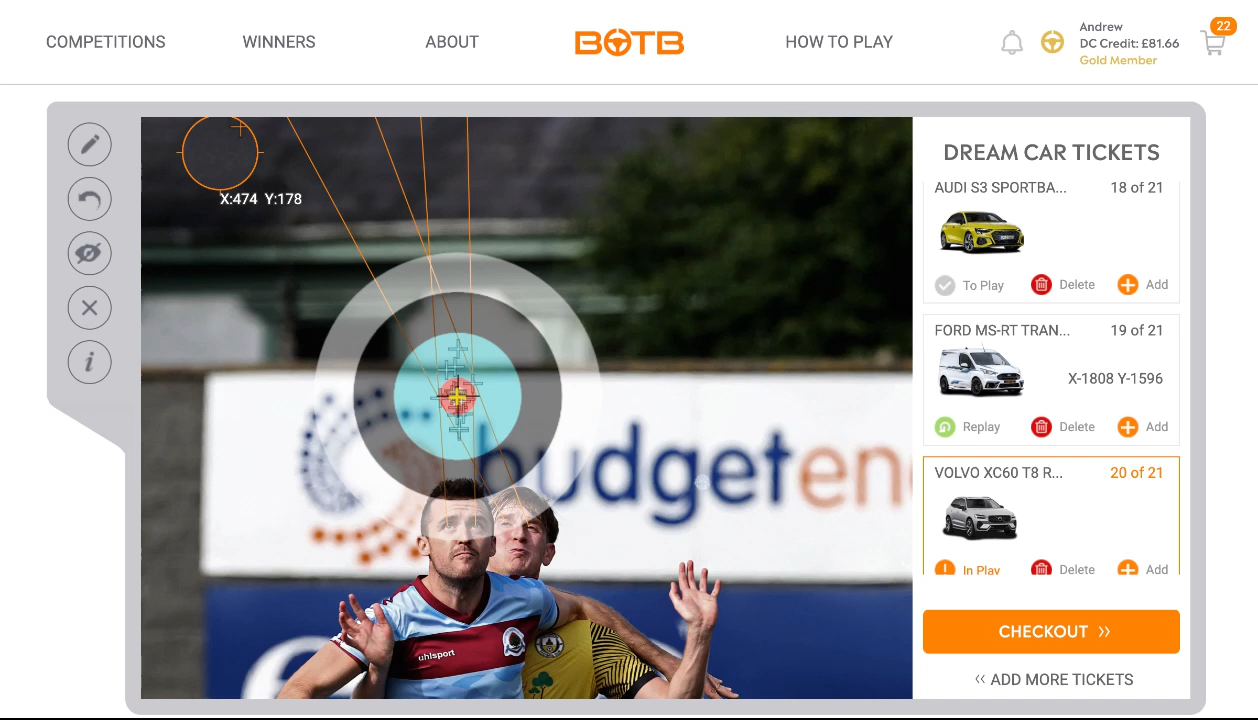 COMPETITIONS
WINNERS
ABOUT
BOTB
HOW TO PLAY
Andrew
DC Credit: £81.66
Gold Member
22
X:474 Y:178
budgeten
uhlsport
DREAM CAR TICKETS
AUDI S3 SPORTBA... 18 of 21
To Play Delete Add
FORD MS-RT TRAN... 19 of 21
X-1808 Y-1596
Replay Delete Add
VOLVO XC60 T8 R... 20 of 21
In Play Delete Add
CHECKOUT »
« ADD MORE TICKETS